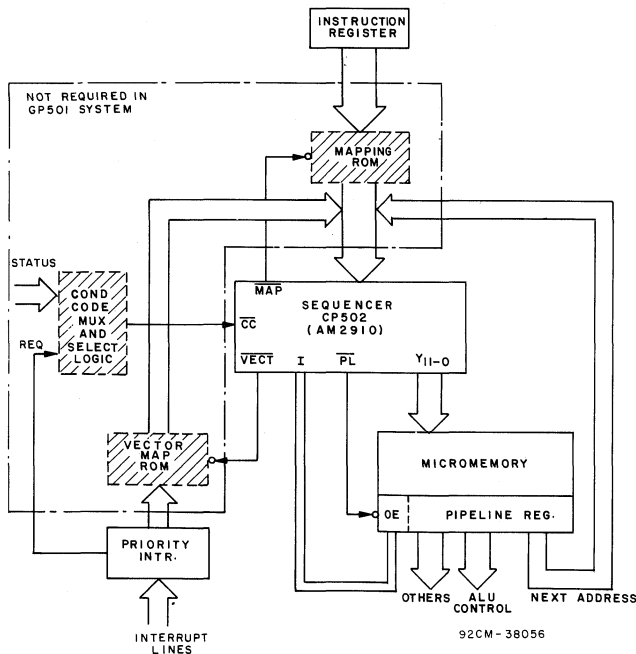 INSTRUCTION
REGISTER
NOT REQUIRED IN
GP501 SYSTEM
MAPPING
ROM
STATUS
COND
CODE
MUX
AND
SELECT
LOGIC
REQ
MAP
SEQUENCER
CP502
(AM2910)
CC
VECT
I
PL
Y11-0
VECTOR
MAP
ROM
MICROMEMORY
OE
PIPELINE REG.
PRIORITY
INTR.
OTHERS
ALU
CONTROL
NEXT ADDRESS
INTERRUPT
LINES
92CM-38056